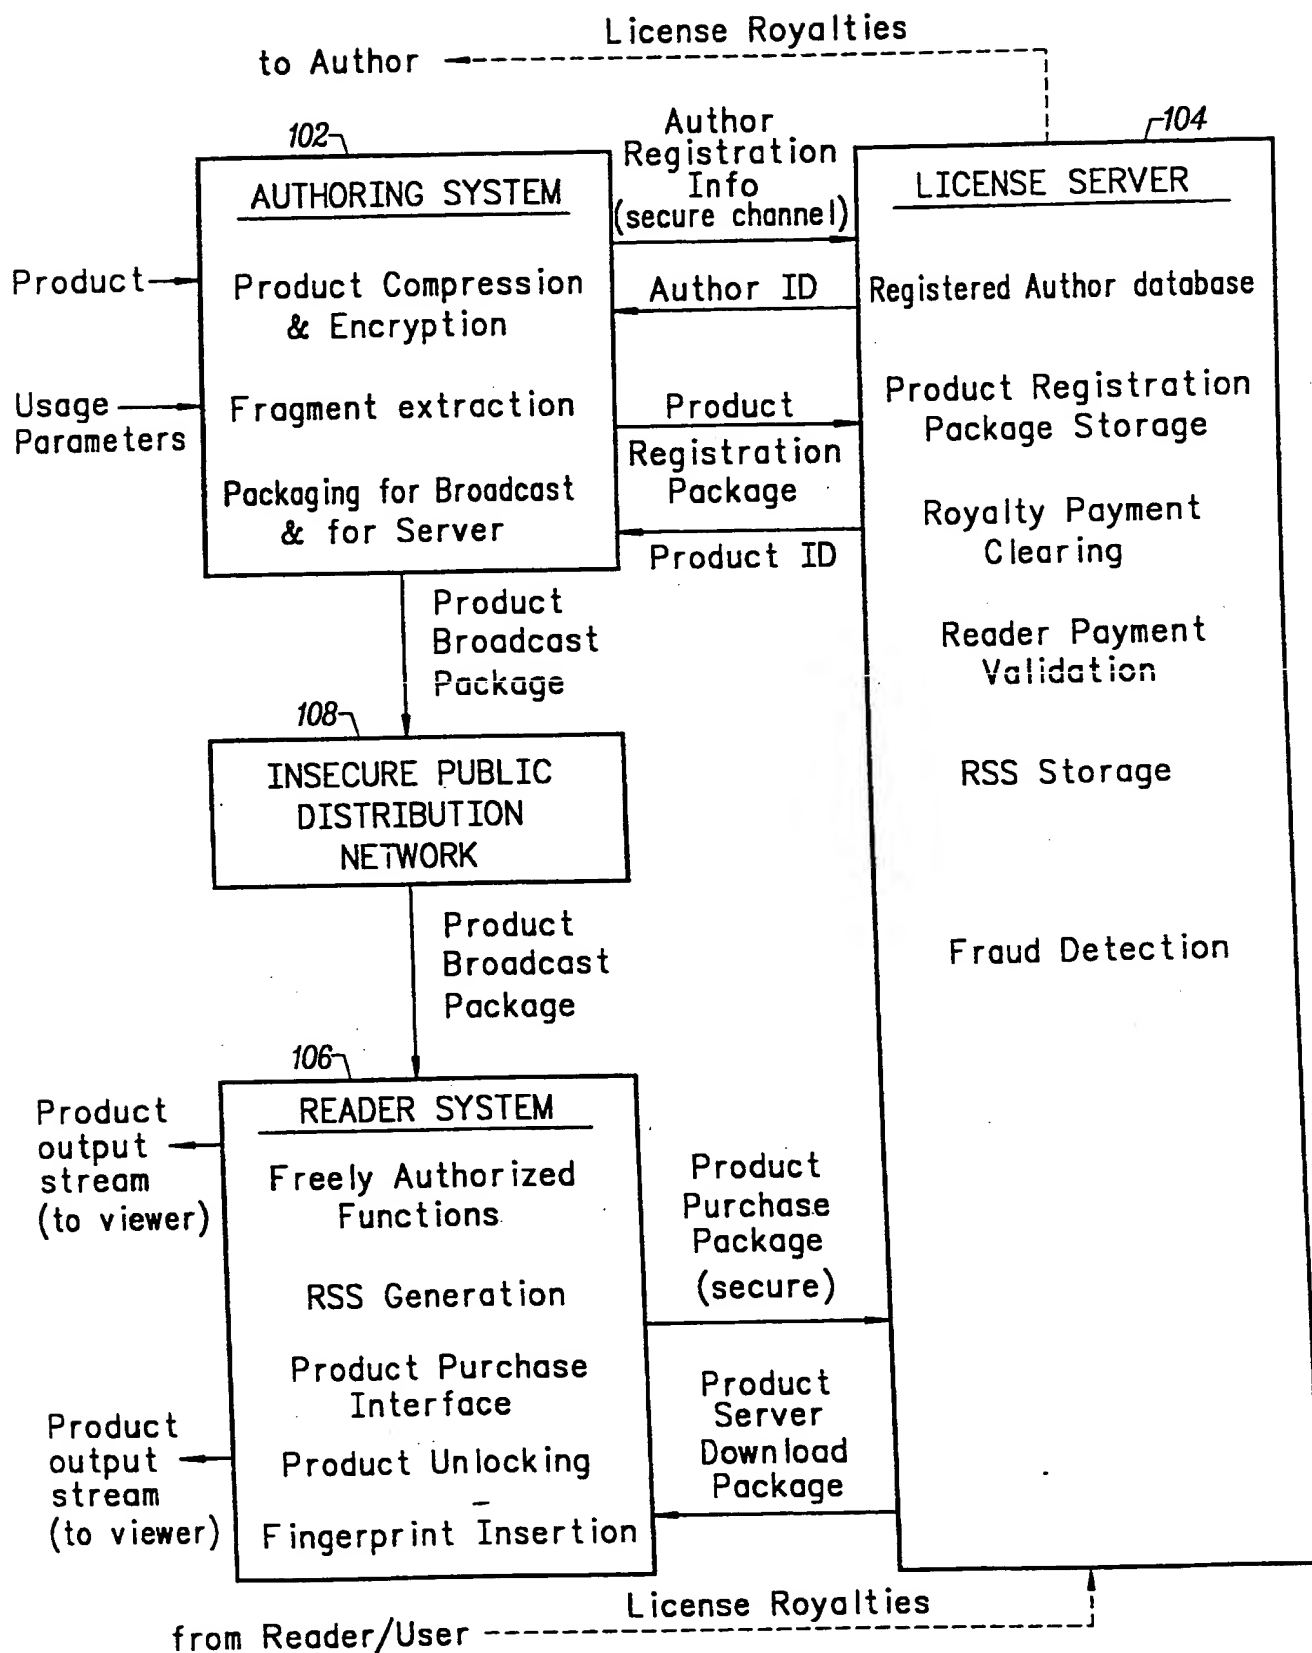 License Royalties
to Author
102
Author
Registration
Info
(secure channel)
104
AUTHORING SYSTEM
LICENSE SERVER
Product
Product Compression
& Encryption
Author ID
Registered Author database
Usage
Parameters
Fragment extraction
Product
Registration
Package
Product Registration
Package Storage
Packaging for Broadcast
& for Server
Product ID
Royalty Payment
Clearing
Product
Broadcast
Package
Reader Payment
Validation
108
INSECURE PUBLIC
DISTRIBUTION
NETWORK
RSS Storage
Product
Broadcast
Package
Fraud Detection
106
READER SYSTEM
Product
output
stream
(to viewer)
Freely Authorized
Functions
Product
Purchase
Package
(secure)
RSS Generation
Product Purchase
Interface
Product
Server
Download
Package
Product
output
stream
(to viewer)
Product Unlocking
Fingerprint Insertion
License Royalties
from Reader/User